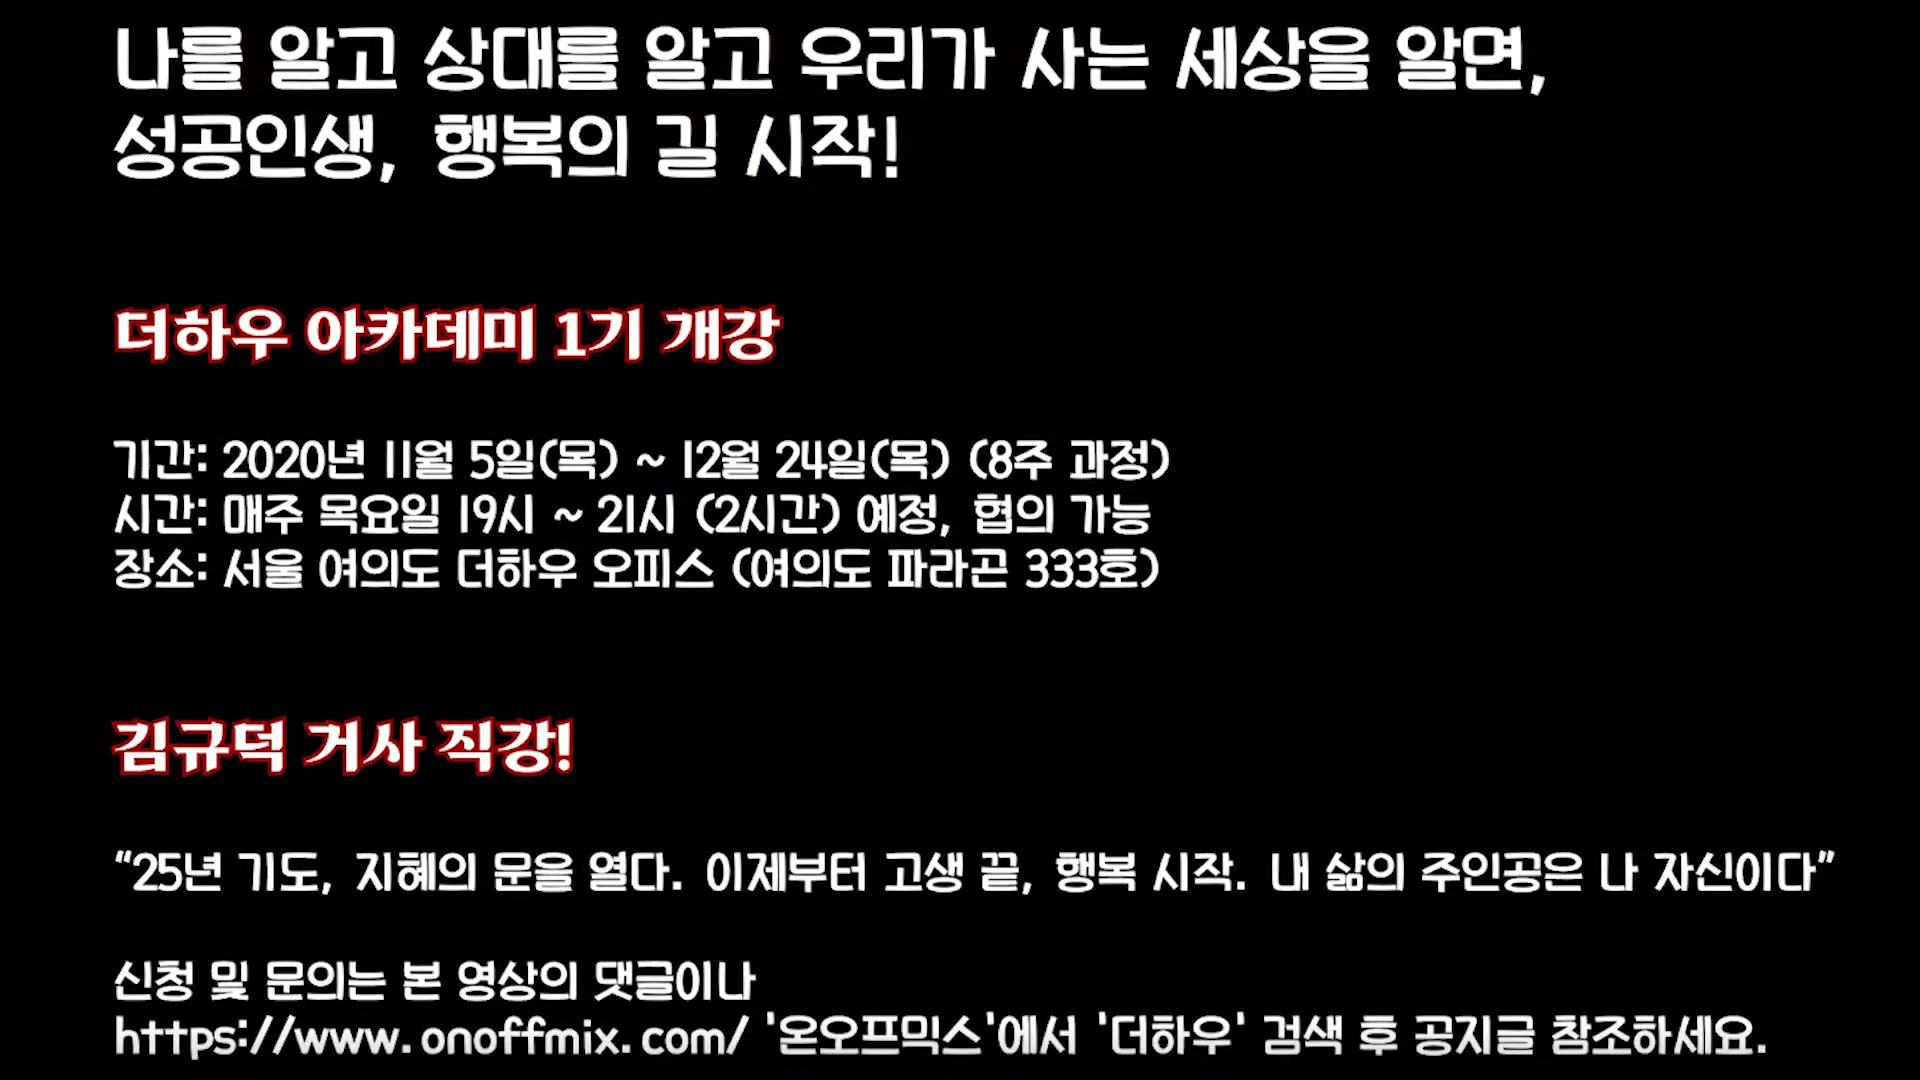 나를 알고 상대를 알고 우리가 사는 세상을 알면,
성공인생, 행복의 길 시작!
더하우 아카데미 1기 개강
기간: 2020년 11월 5일(목) ~ 12월 24일(목) (8주 과정)
시간: 매주 목요일 19시 ~ 21시 (2시간) 예정, 협의 가능
장소: 서울 여의도 더하우 오피스 (여의도 파라곤 333호)
김규덕 거사 직강!
“25년 기도, 지혜의 문을 열다. 이제부터 고생 끝, 행복 시작. 내 삶의 주인공은 나 자신이다”
신청 및 문의는 본 영상의 댓글이나
https://www.onoffmix.com/ '온오프믹스'에서 '더하우' 검색 후 공지글 참조하세요.